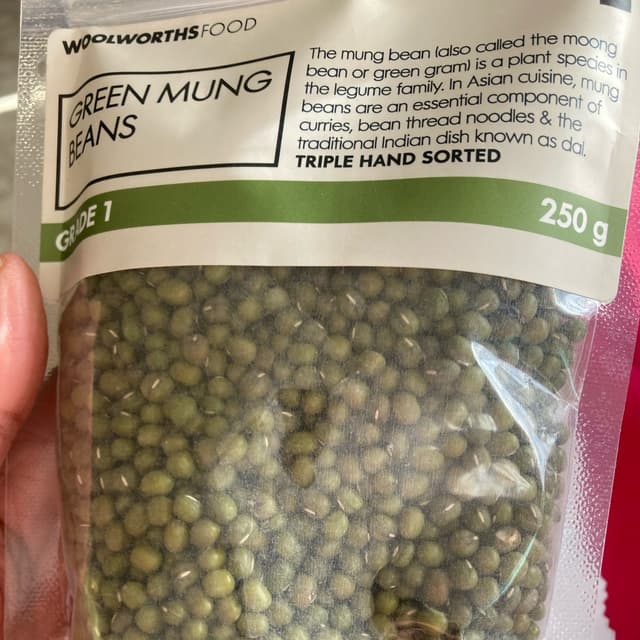 WOOLWORTHS FOOD
GREEN MUNG
BEANS
The mung bean (also called the moong
bean or green gram) is a plant species in
the legume family. In Asian cuisine, mung
beans are an essential component of
curries, bean thread noodles & the
traditional Indian dish known as dal.
TRIPLE HAND SORTED
GRADE 1
250 g